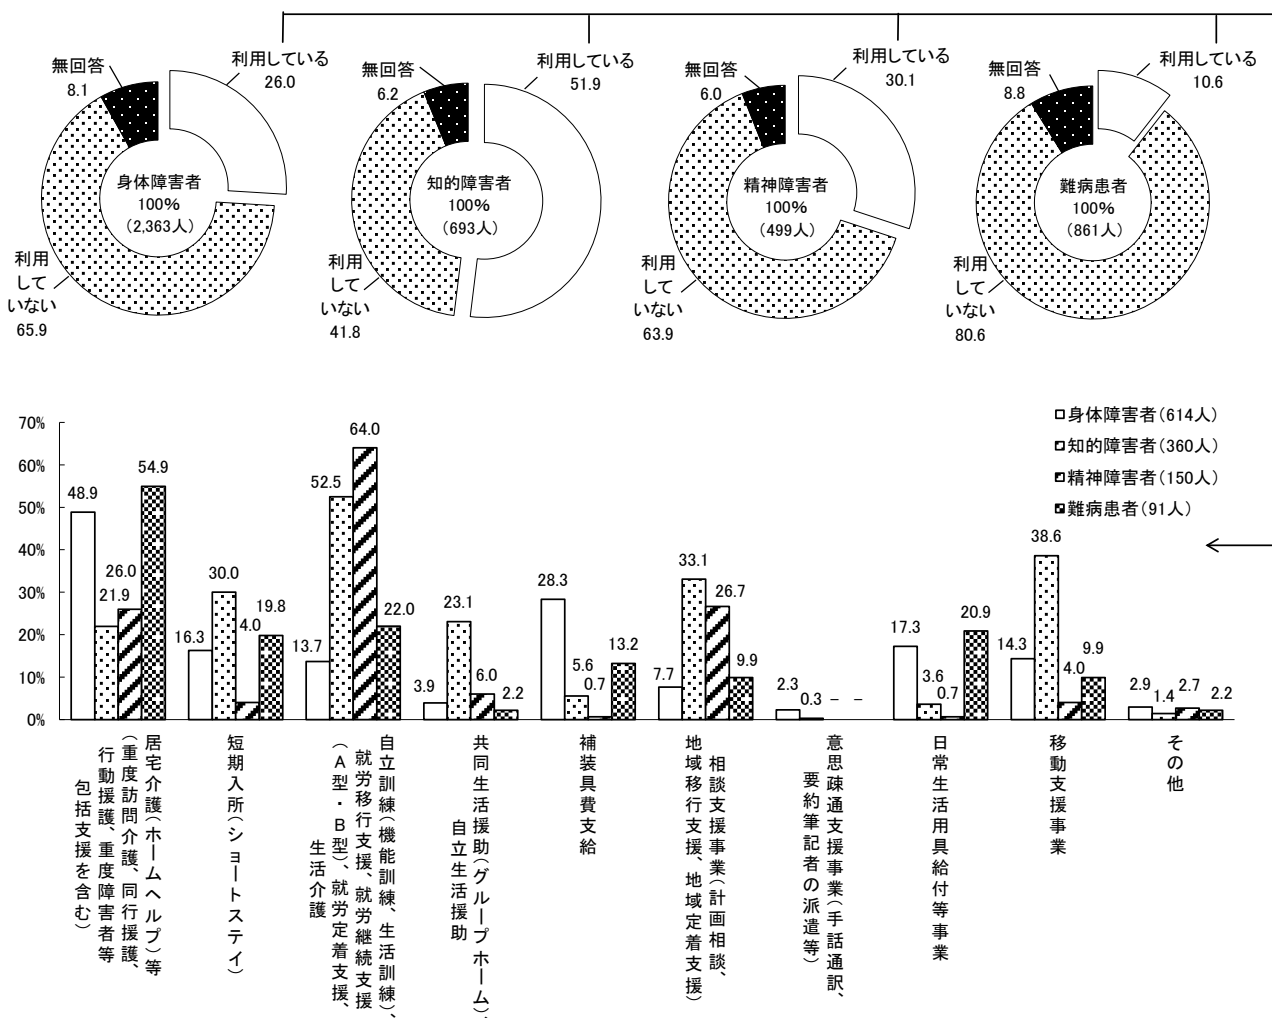 無回答
8.1
利用している
26.0
身体障害者
100%
(2,363人)
利用
して
いない
65.9
無回答
6.2
利用している
51.9
知的障害者
100%
(693人)
利用
して
いない
41.8
無回答
6.0
利用している
30.1
精神障害者
100%
(499人)
利用
して
いない
63.9
無回答
8.8
利用している
10.6
難病患者
100%
(861人)
利用
して
いない
80.6
身体障害者(614人)
知的障害者(360人)
精神障害者(150人)
難病患者(91人)
70%
60%
50%
40%
30%
20%
10%
0%
48.9
21.9
26.0
54.9
16.3
30.0
4.0
19.8
13.7
52.5
64.0
22.0
3.9
23.1
6.0
2.2
28.3
5.6
0.7
13.2
7.7
33.1
26.7
9.9
2.3
0.3
−
−
17.3
3.6
0.7
20.9
14.3
38.6
4.0
9.9
2.9
1.4
2.7
2.2
居宅介護(ホームヘルプ)等
(重度訪問介護、同行援護、
行動援護、重度障害者等
包括支援を含む)
短期入所(ショートステイ)
自立訓練(機能訓練、生活訓練)、
就労移行支援、就労継続支援
(A型・B型)、就労定着支援、
生活介護
共同生活援助(グループホーム)、
自立生活援助
補装具費支給
相談支援事業(計画相談、
地域移行支援、地域定着支援)
意思疎通支援事業(手話通訳、
要約筆記者の派遣等)
日常生活用具給付等事業
移動支援事業
その他